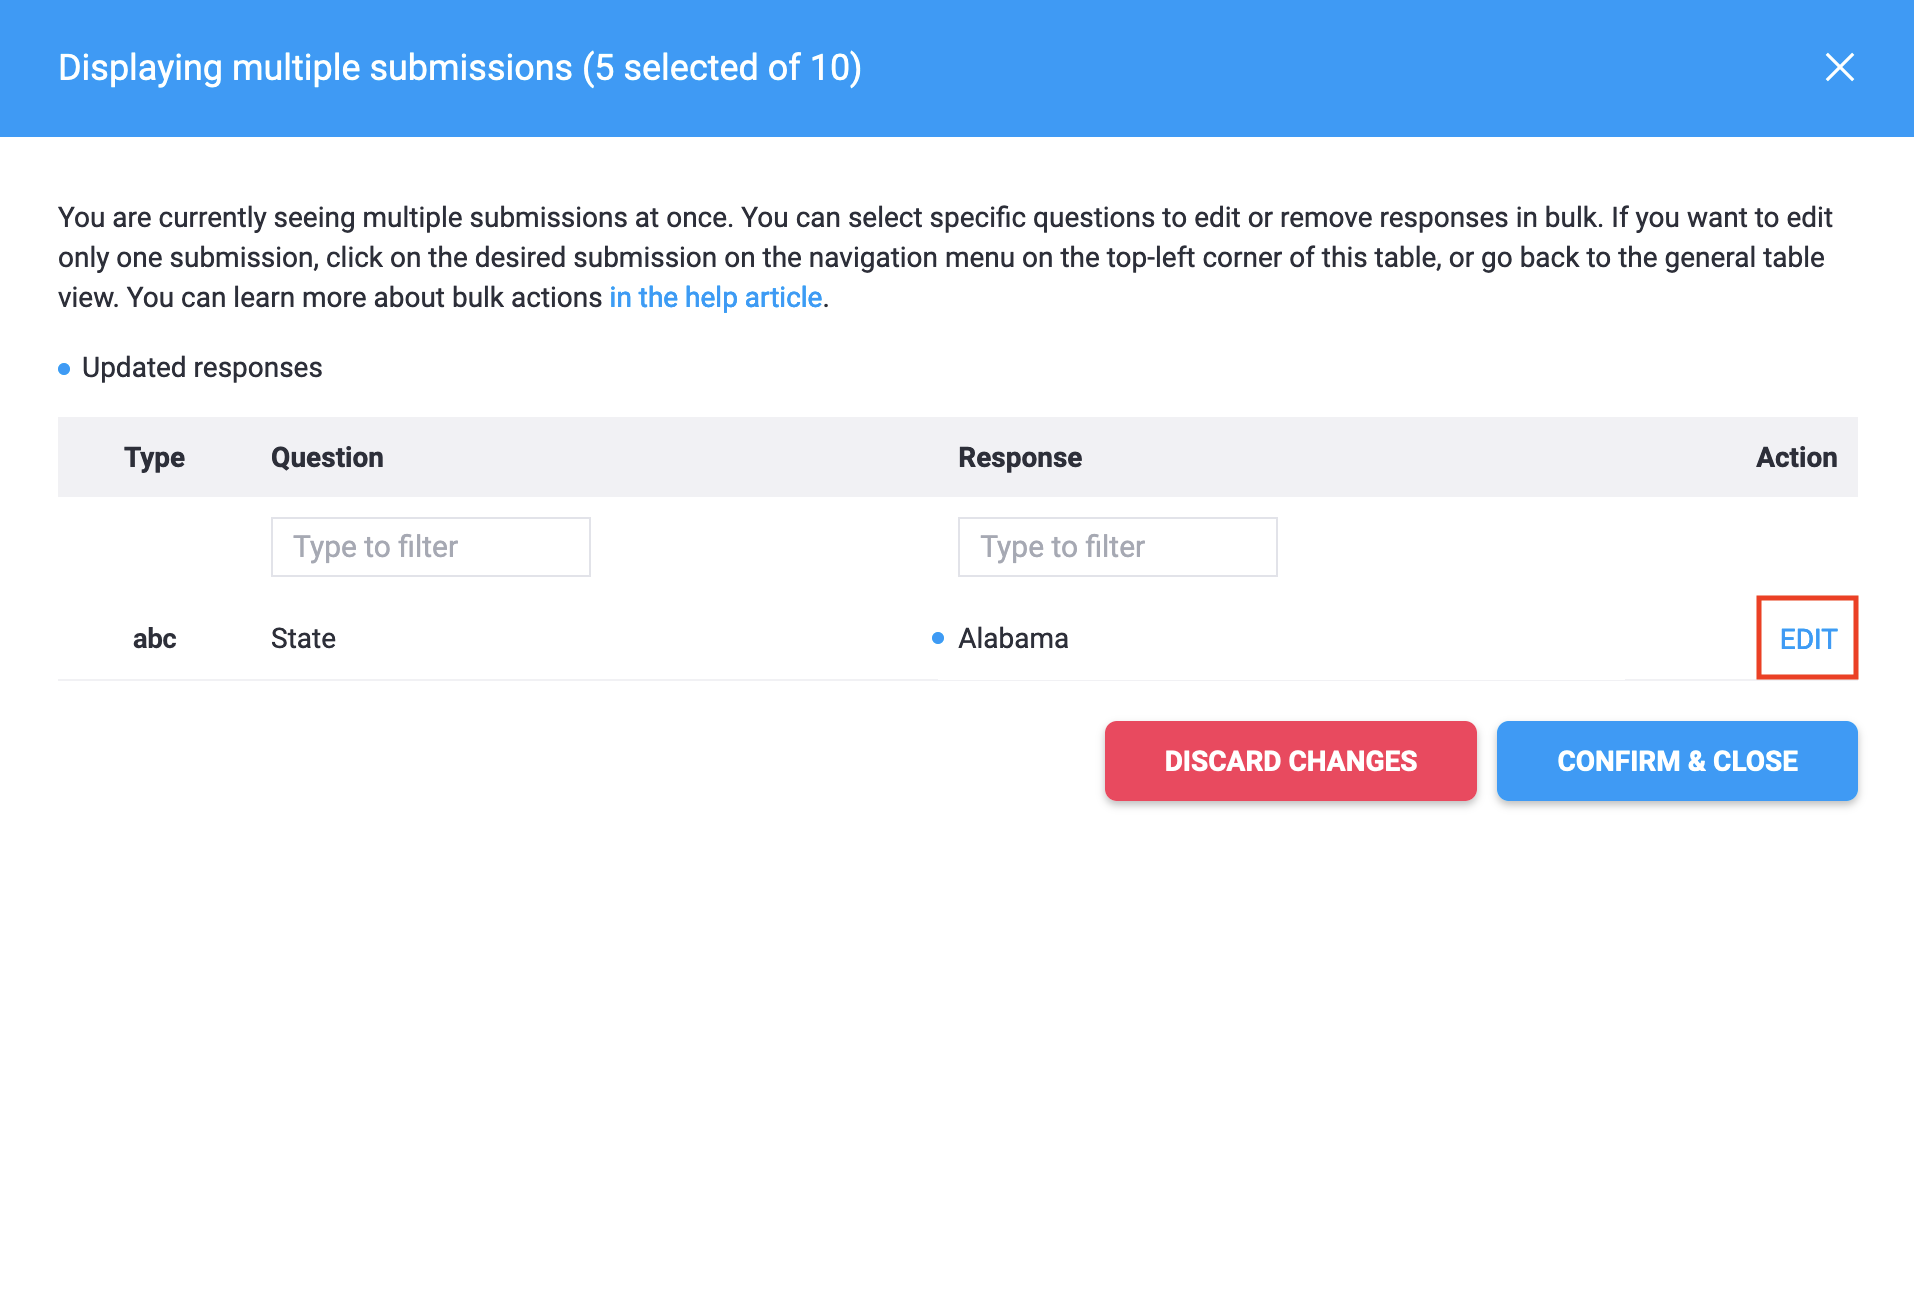 Displaying multiple submissions (5 selected of 10)
You are currently seeing multiple submissions at once. You can select specific questions to edit or remove responses in bulk. If you want to edit
only one submission, click on the desired submission on the navigation menu on the top-left corner of this table, or go back to the general table
view. You can learn more about bulk actions in the help article.
Updated responses
Type Question Response Action
Type to filter Type to filter
abc State Alabama EDIT
DISCARD CHANGES CONFIRM & CLOSE